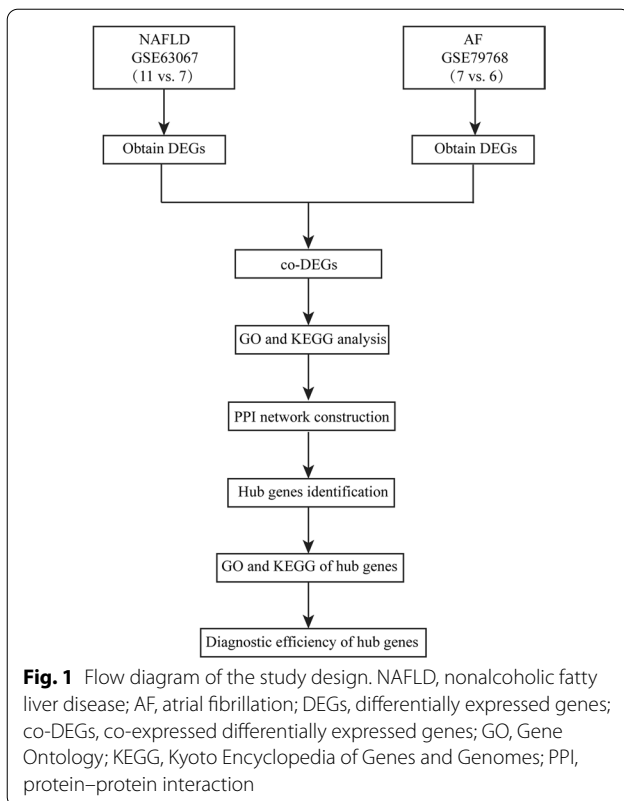 NAFLD
GSE63067
(11 vs. 7)
AF
GSE79768
(7 vs. 6)
Obtain DEGs
Obtain DEGs
co-DEGs
GO and KEGG analysis
PPI network construction
Hub genes identification
GO and KEGG of hub genes
Diagnostic efficiency of hub genes
Fig. 1 Flow diagram of the study design. NAFLD, nonalcoholic fatty
liver disease; AF, atrial fibrillation; DEGs, differentially expressed genes;
co-DEGs, co-expressed differentially expressed genes; GO, Gene
Ontology; KEGG, Kyoto Encyclopedia of Genes and Genomes; PPI,
protein–protein interaction